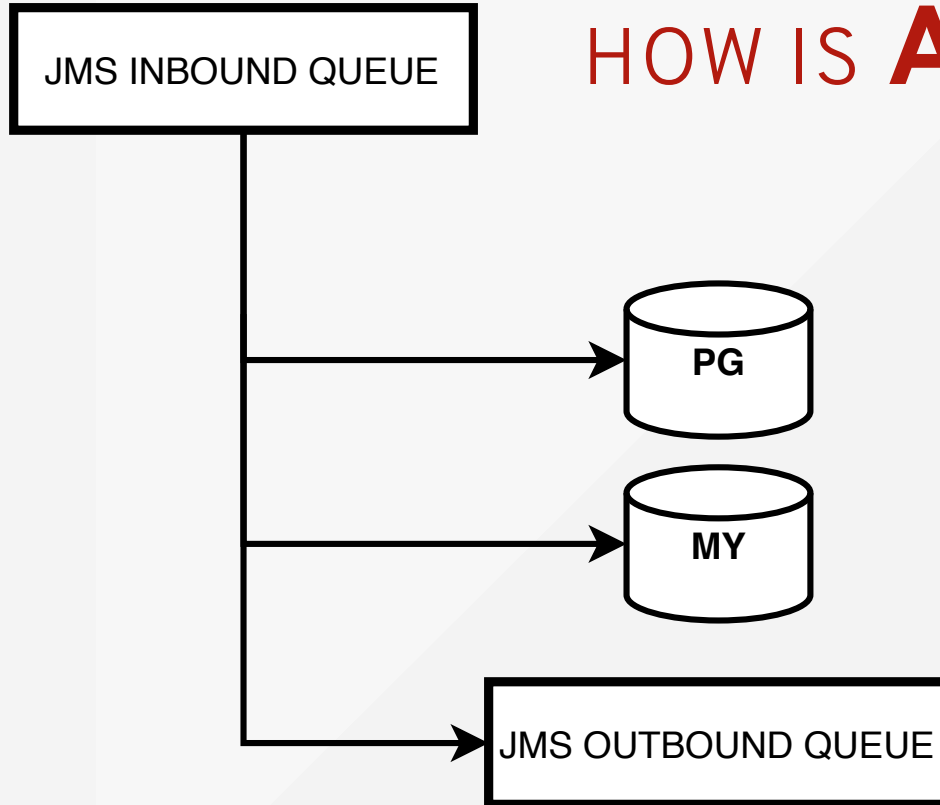 HOW IS A
JMS INBOUND QUEUE
PG
MY
JMS OUTBOUND QUEUE